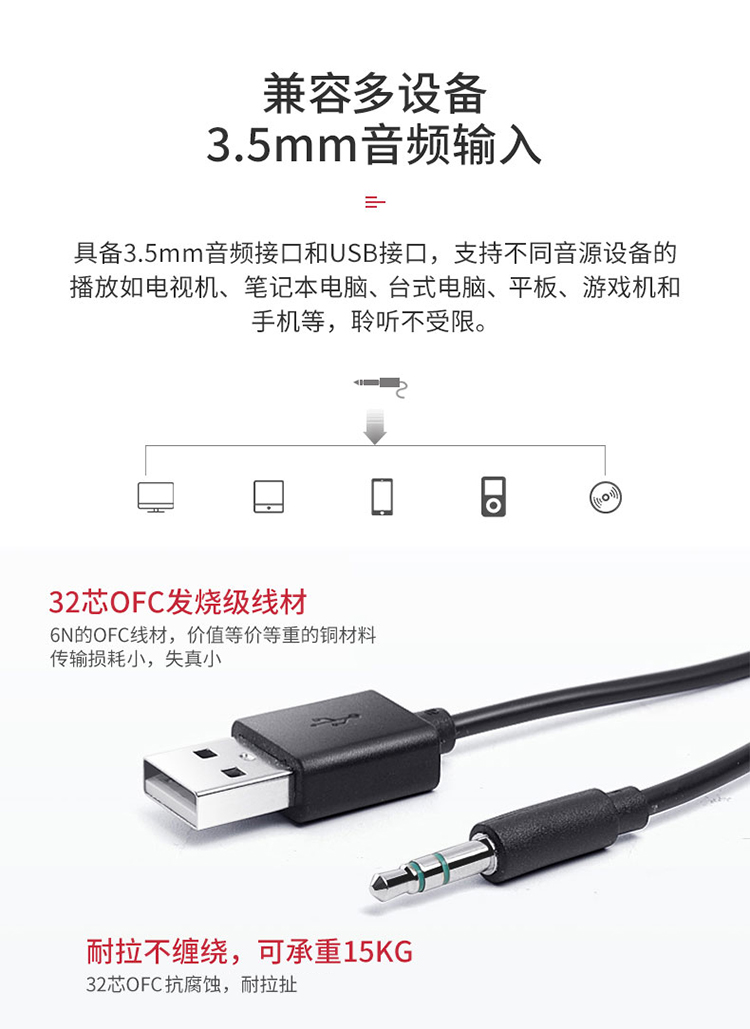 兼容多设备
3.5mm音频输入
具备3.5mm音频接口和USB接口，支持不同音源设备的
播放如电视机、笔记本电脑、台式电脑、平板、游戏机和
手机等，聆听不受限。
32芯OFC发烧级线材
6N的OFC线材，价值等价等重的铜材料
传输损耗小，失真小
耐拉不缠绕，可承重15KG
32芯OFC抗腐蚀，耐拉扯